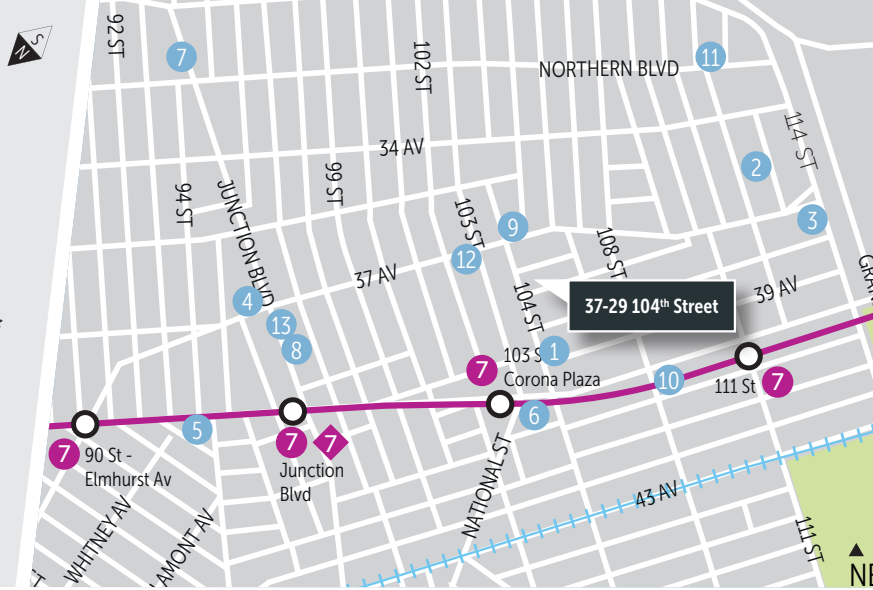 S
N
92 ST
7
102 ST
NORTHERN BLVD
11
34 AV
114 ST
2
94 ST
JUNCTION BLVD
99 ST
103 ST
9
3
12
108 ST
37 AV
4
104 ST
37-29 104th Street
39 AV
13
8
7
103 S
1
Corona Plaza
10
111 St
7
5
6
7
90 St -
Elmhurst Av
7
7
Junction
Blvd
NATIONAL ST
43 AV
WHITNEY AV
LAMONT AV
111 ST